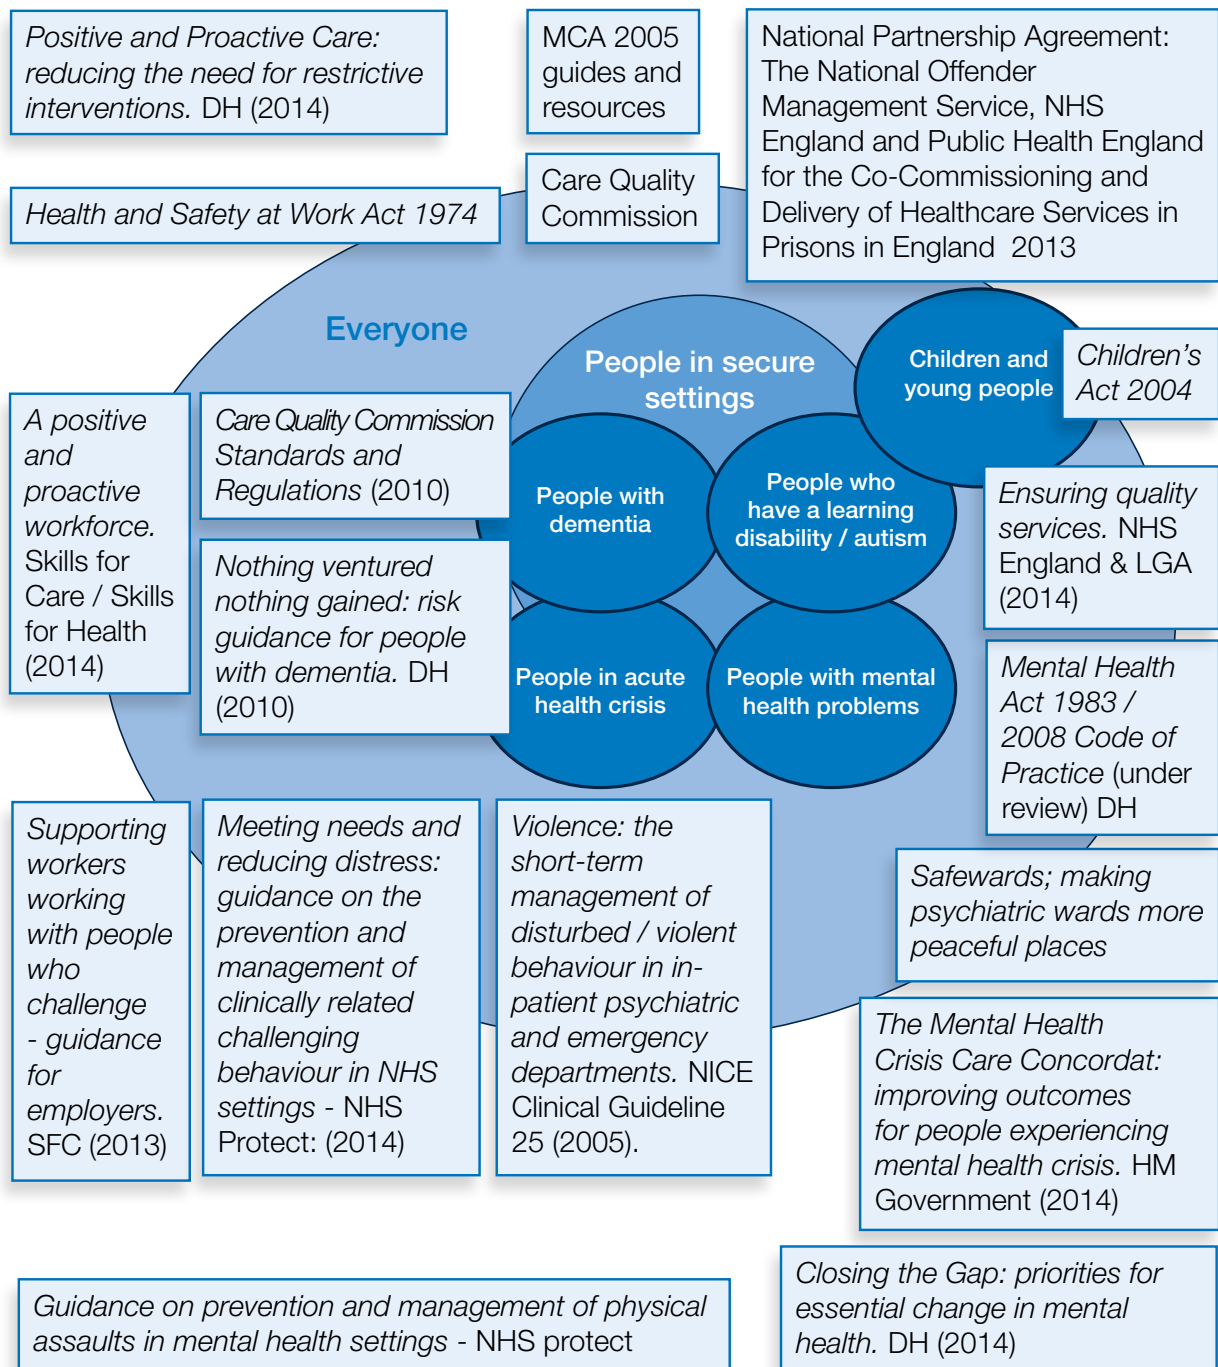 Positive and Proactive Care:
reducing the need for restrictive
interventions. DH (2014)
MCA 2005
guides and
resources
National Partnership Agreement:
The National Offender
Management Service, NHS
England and Public Health England
for the Co-Commissioning and
Delivery of Healthcare Services in
Prisons in England 2013
Health and Safety at Work Act 1974
Care Quality
Commission
Everyone
People in secure
settings
Children and
young people
Children's
Act 2004
A positive
and
proactive
workforce.
Skills for
Care / Skills
for Health
(2014)
Care Quality Commission
Standards and
Regulations (2010)
People with
dementia
People who
have a learning
disability / autism
Ensuring quality
services. NHS
England & LGA
(2014)
Nothing ventured
nothing gained: risk
guidance for people
with dementia. DH
(2010)
People in acute
health crisis
People with mental
health problems
Mental Health
Act 1983 /
2008 Code of
Practice (under
review) DH
Supporting
workers
working
with people
who
challenge
- guidance
for
employers.
SFC (2013)
Meeting needs and
reducing distress:
guidance on the
prevention and
management of
clinically related
challenging
behaviour in NHS
settings - NHS
Protect: (2014)
Violence: the
short-term
management of
disturbed / violent
behaviour in in-
patient psychiatric
and emergency
departments. NICE
Clinical Guideline
25 (2005).
Safewards; making
psychiatric wards more
peaceful places
The Mental Health
Crisis Care Concordat:
improving outcomes
for people experiencing
mental health crisis. HM
Government (2014)
Guidance on prevention and management of physical
assaults in mental health settings - NHS protect
Closing the Gap: priorities for
essential change in mental
health. DH (2014)